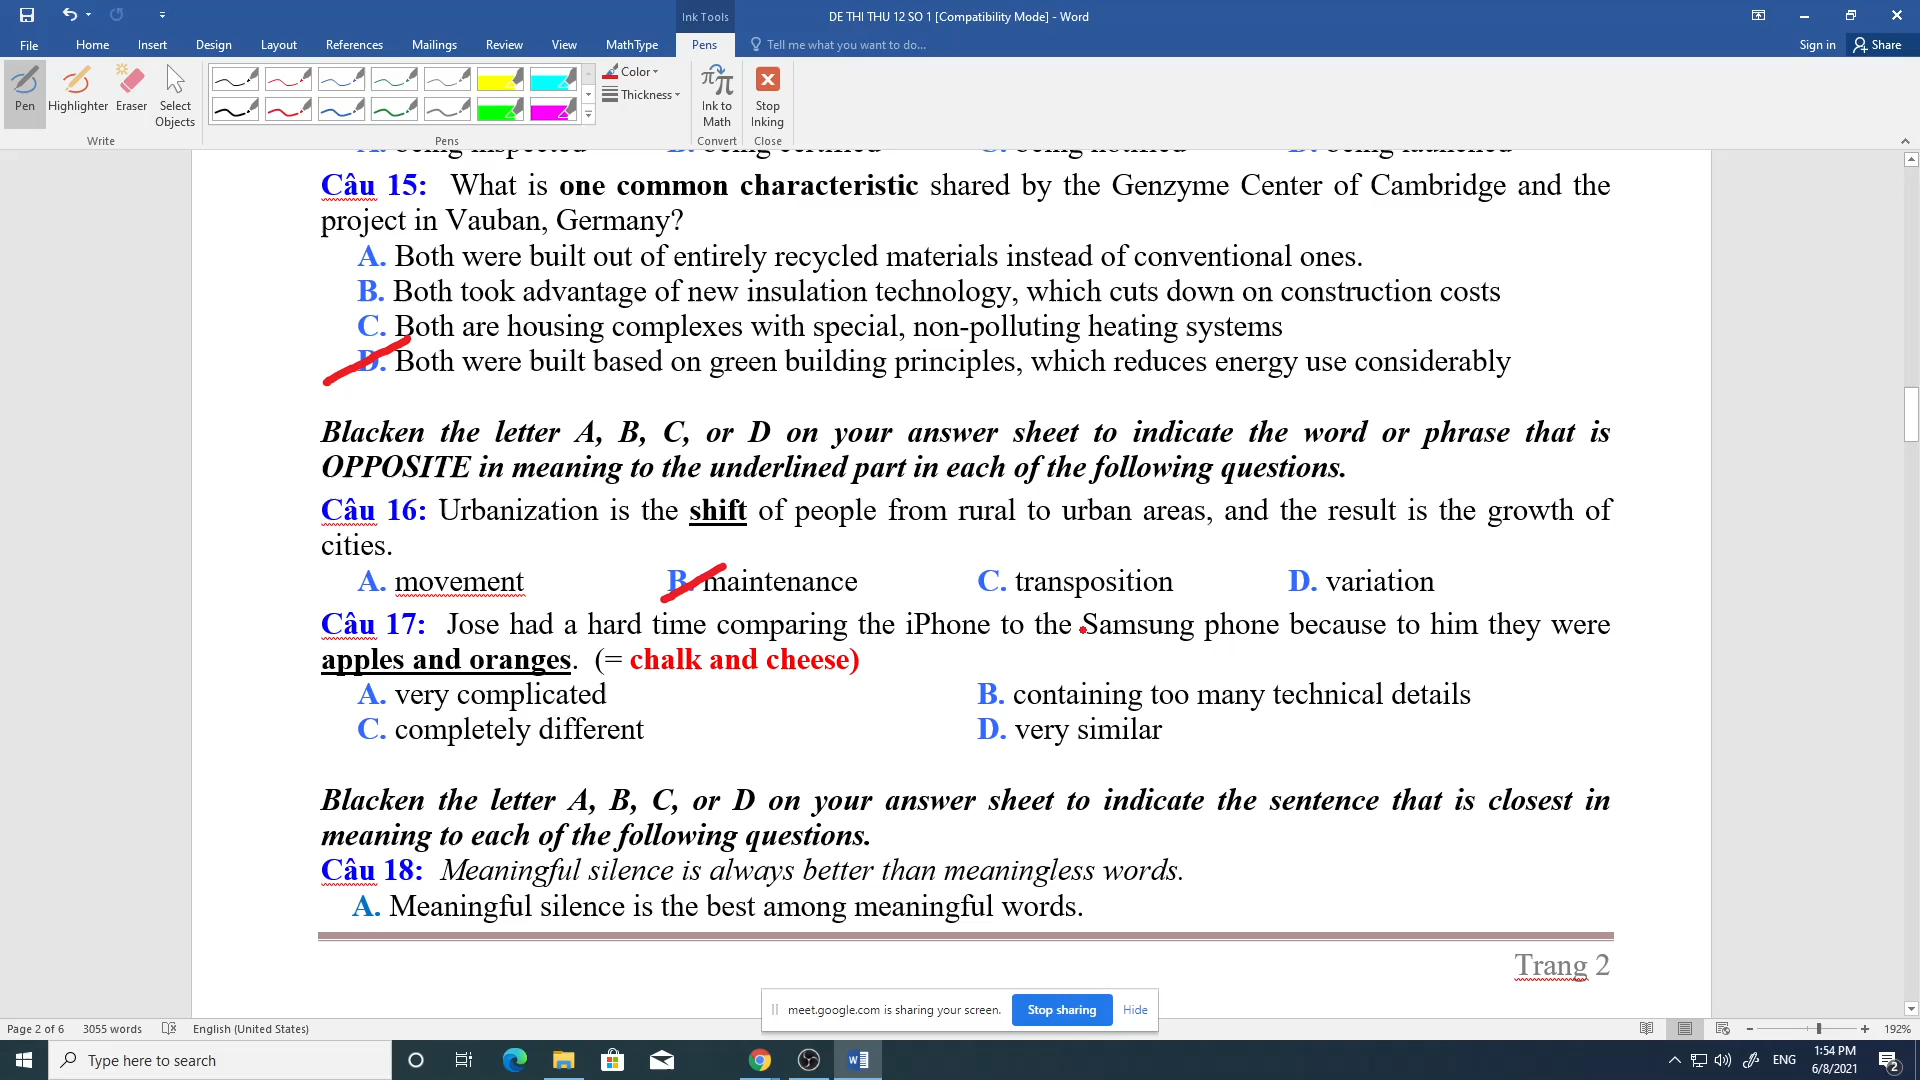 Ink Tools
DE THI THU 12 SO 1 [Compatibility Mode] - Word
File Home Insert Design Layout References Mailings Review View MathType Pens Tell me what you want to do... Sign in Share
Pen Highlighter Eraser Select Objects
Color
Thickness
Ink to Math
Stop Inking
Write Pens Convert Close
A. being inspected B. being certified C. being notified D. being launched
Câu 15: What is one common characteristic shared by the Genzyme Center of Cambridge and the
project in Vauban, Germany?
A. Both were built out of entirely recycled materials instead of conventional ones.
B. Both took advantage of new insulation technology, which cuts down on construction costs
C. Both are housing complexes with special, non-polluting heating systems
D. Both were built based on green building principles, which reduces energy use considerably
Blacken the letter A, B, C, or D on your answer sheet to indicate the word or phrase that is
OPPOSITE in meaning to the underlined part in each of the following questions.
Câu 16: Urbanization is the shift of people from rural to urban areas, and the result is the growth of
cities.
A. movement B. maintenance C. transposition D. variation
Câu 17: Jose had a hard time comparing the iPhone to the Samsung phone because to him they were
apples and oranges. (= chalk and cheese)
A. very complicated B. containing too many technical details
C. completely different D. very similar
Blacken the letter A, B, C, or D on your answer sheet to indicate the sentence that is closest in
meaning to each of the following questions.
Câu 18: Meaningful silence is always better than meaningless words.
A. Meaningful silence is the best among meaningful words.
Trang 2
meet.google.com is sharing your screen. Stop sharing Hide
Page 2 of 6 3055 words English (United States) 192%
Type here to search
ENG
1:54 PM
6/8/2021
2